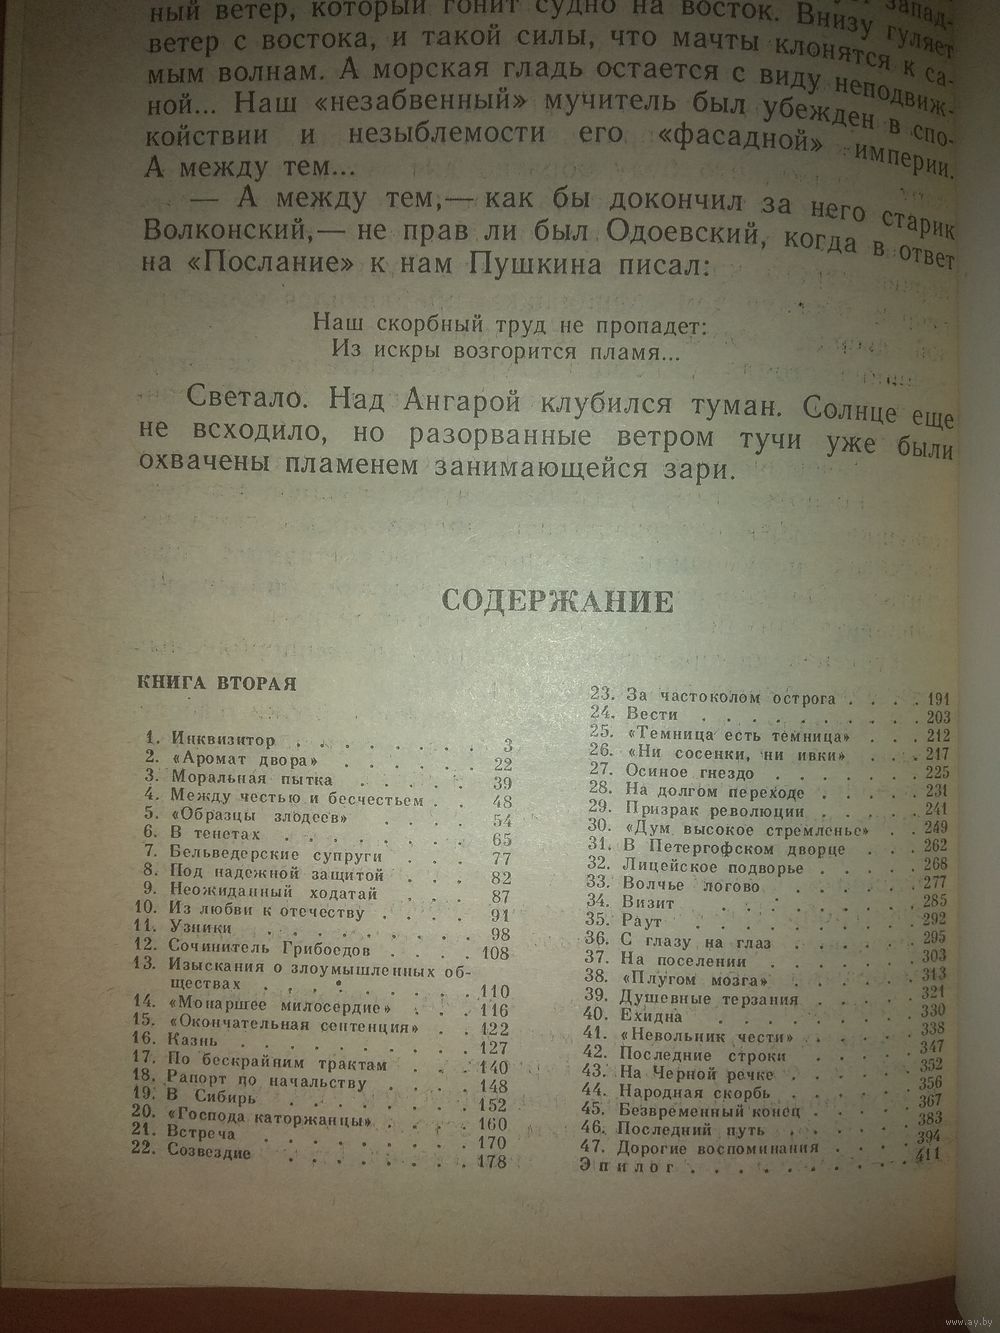 ный ветер, который гонит судно на восток. Внизу гуляет
ветер с востока, и такой силы, что мачты клонятся к са-
мым волнам. А морская гладь остается с виду неподвиж-
ной... Наш «незабвенный» мучитель был убежден в спо-
койствии и незыблемости его «фасадной» империи.
А между тем...
— А между тем,— как бы докончил за него старик
Волконский,— не прав ли был Одоевский, когда в ответ
на «Послание» к нам Пушкина писал:
Наш скорбный труд не пропадет:
Из искры возгорится пламя...
Светало. Над Ангарой клубился туман. Солнце еще
не всходило, но разорванные ветром тучи уже были
охвачены пламенем занимающейся зари.
СОДЕРЖАНИЕ
КНИГА ВТОРАЯ
1. Инквизитор . . . . . . . . 3
2. «Аромат двора» . . . . . . 22
3. Моральная пытка . . . . . 39
4. Между честью и бесчестьем . . 48
5. «Образцы злодеев» . . . . 54
6. В тенетах . . . . . . . 65
7. Бельведерские супруги . . . 77
8. Под надежной защитой . . . 82
9. Неожиданный ходатай . . . 87
10. Из любви к отечеству . . . . 91
11. Узники . . . . . . . . 98
12. Сочинитель Грибоедов . . . . 108
13. Изыскания о злоумышленных об-
ществах . . . . . . . . 110
14. «Монаршее милосердие» . . . 116
15. «Окончательная сентенция» . . 122
16. Казнь . . . . . . . . . 127
17. По бескрайним трактам . . . 140
18. Рапорт по начальству . . . . 148
19. В Сибирь . . . . . . . . 152
20. «Господа каторжанцы» . . . . 160
21. Встреча . . . . . . . . 170
22. Созвездие . . . . . . . . 178
23. За частоколом острога . . . . 191
24. Вести . . . . . . . . . 203
25. «Темница есть темница» . . . 212
26. «Ни сосенки, ни ивки» . . . 217
27. Осиное гнездо . . . . . . . 225
28. На долгом переходе . . . . . 231
29. Призрак революции . . . . . 241
30. «Дум высокое стремленье» . . 249
31. В Петергофском дворце . . . 262
32. Лицейское подворье . . . . . 268
33. Волчье логово . . . . . . 277
34. Визит . . . . . . . . . 285
35. Раут . . . . . . . . . 292
36. С глазу на глаз . . . . . . 295
37. На поселении . . . . . . . 303
38. «Плугом мозга» . . . . . . 313
39. Душевные терзания . . . . . 321
40. Ехидна . . . . . . . . 330
41. «Невольник чести» . . . . . 338
42. Последние строки . . . . . 347
43. На Черной речке . . . . . . 352
44. Народная скорбь . . . . . . 356
45. Безвременный конец . . . . . 367
46. Последний путь . . . . . . 383
47. Дорогие воспоминания . . . . 394
Эпилог . . . . . . . . . . 411
www.ay.by